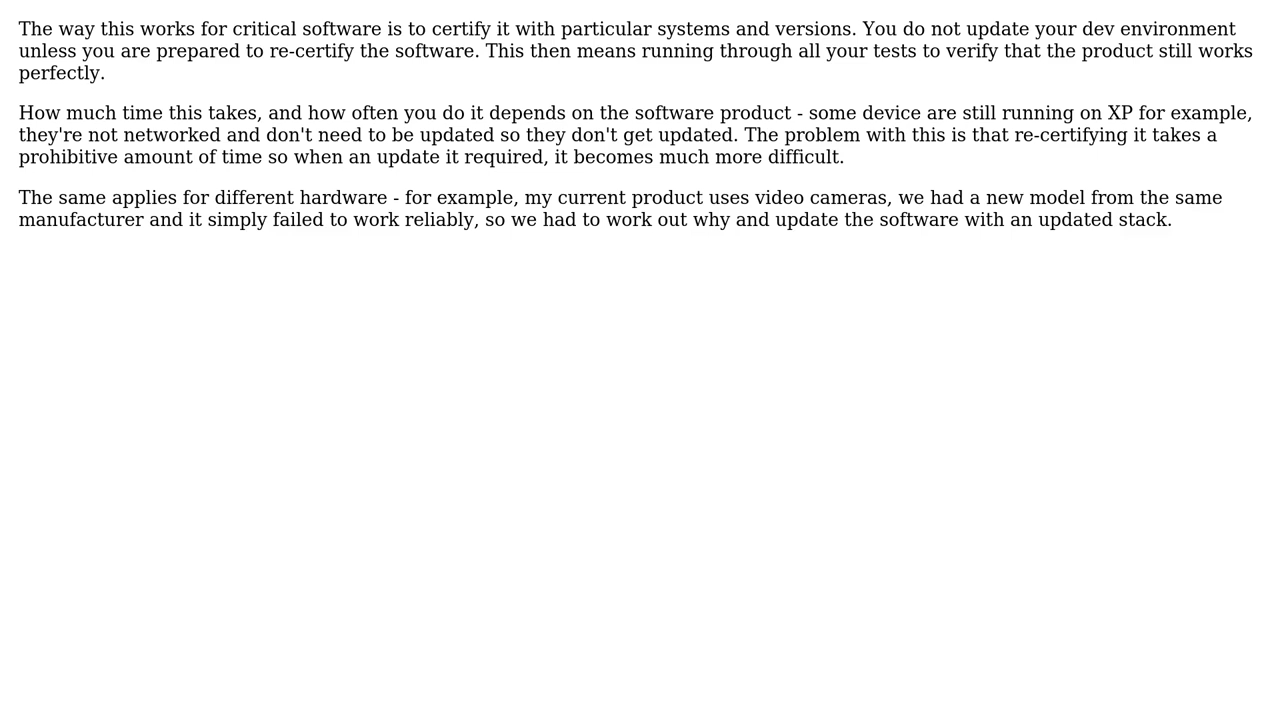 The way this works for critical software is to certify it with particular systems and versions. You do not update your dev environment
unless you are prepared to re-certify the software. This then means running through all your tests to verify that the product still works
perfectly.
How much time this takes, and how often you do it depends on the software product - some device are still running on XP for example,
they're not networked and don't need to be updated so they don't get updated. The problem with this is that re-certifying it takes a
prohibitive amount of time so when an update it required, it becomes much more difficult.
The same applies for different hardware - for example, my current product uses video cameras, we had a new model from the same
manufacturer and it simply failed to work reliably, so we had to work out why and update the software with an updated stack.